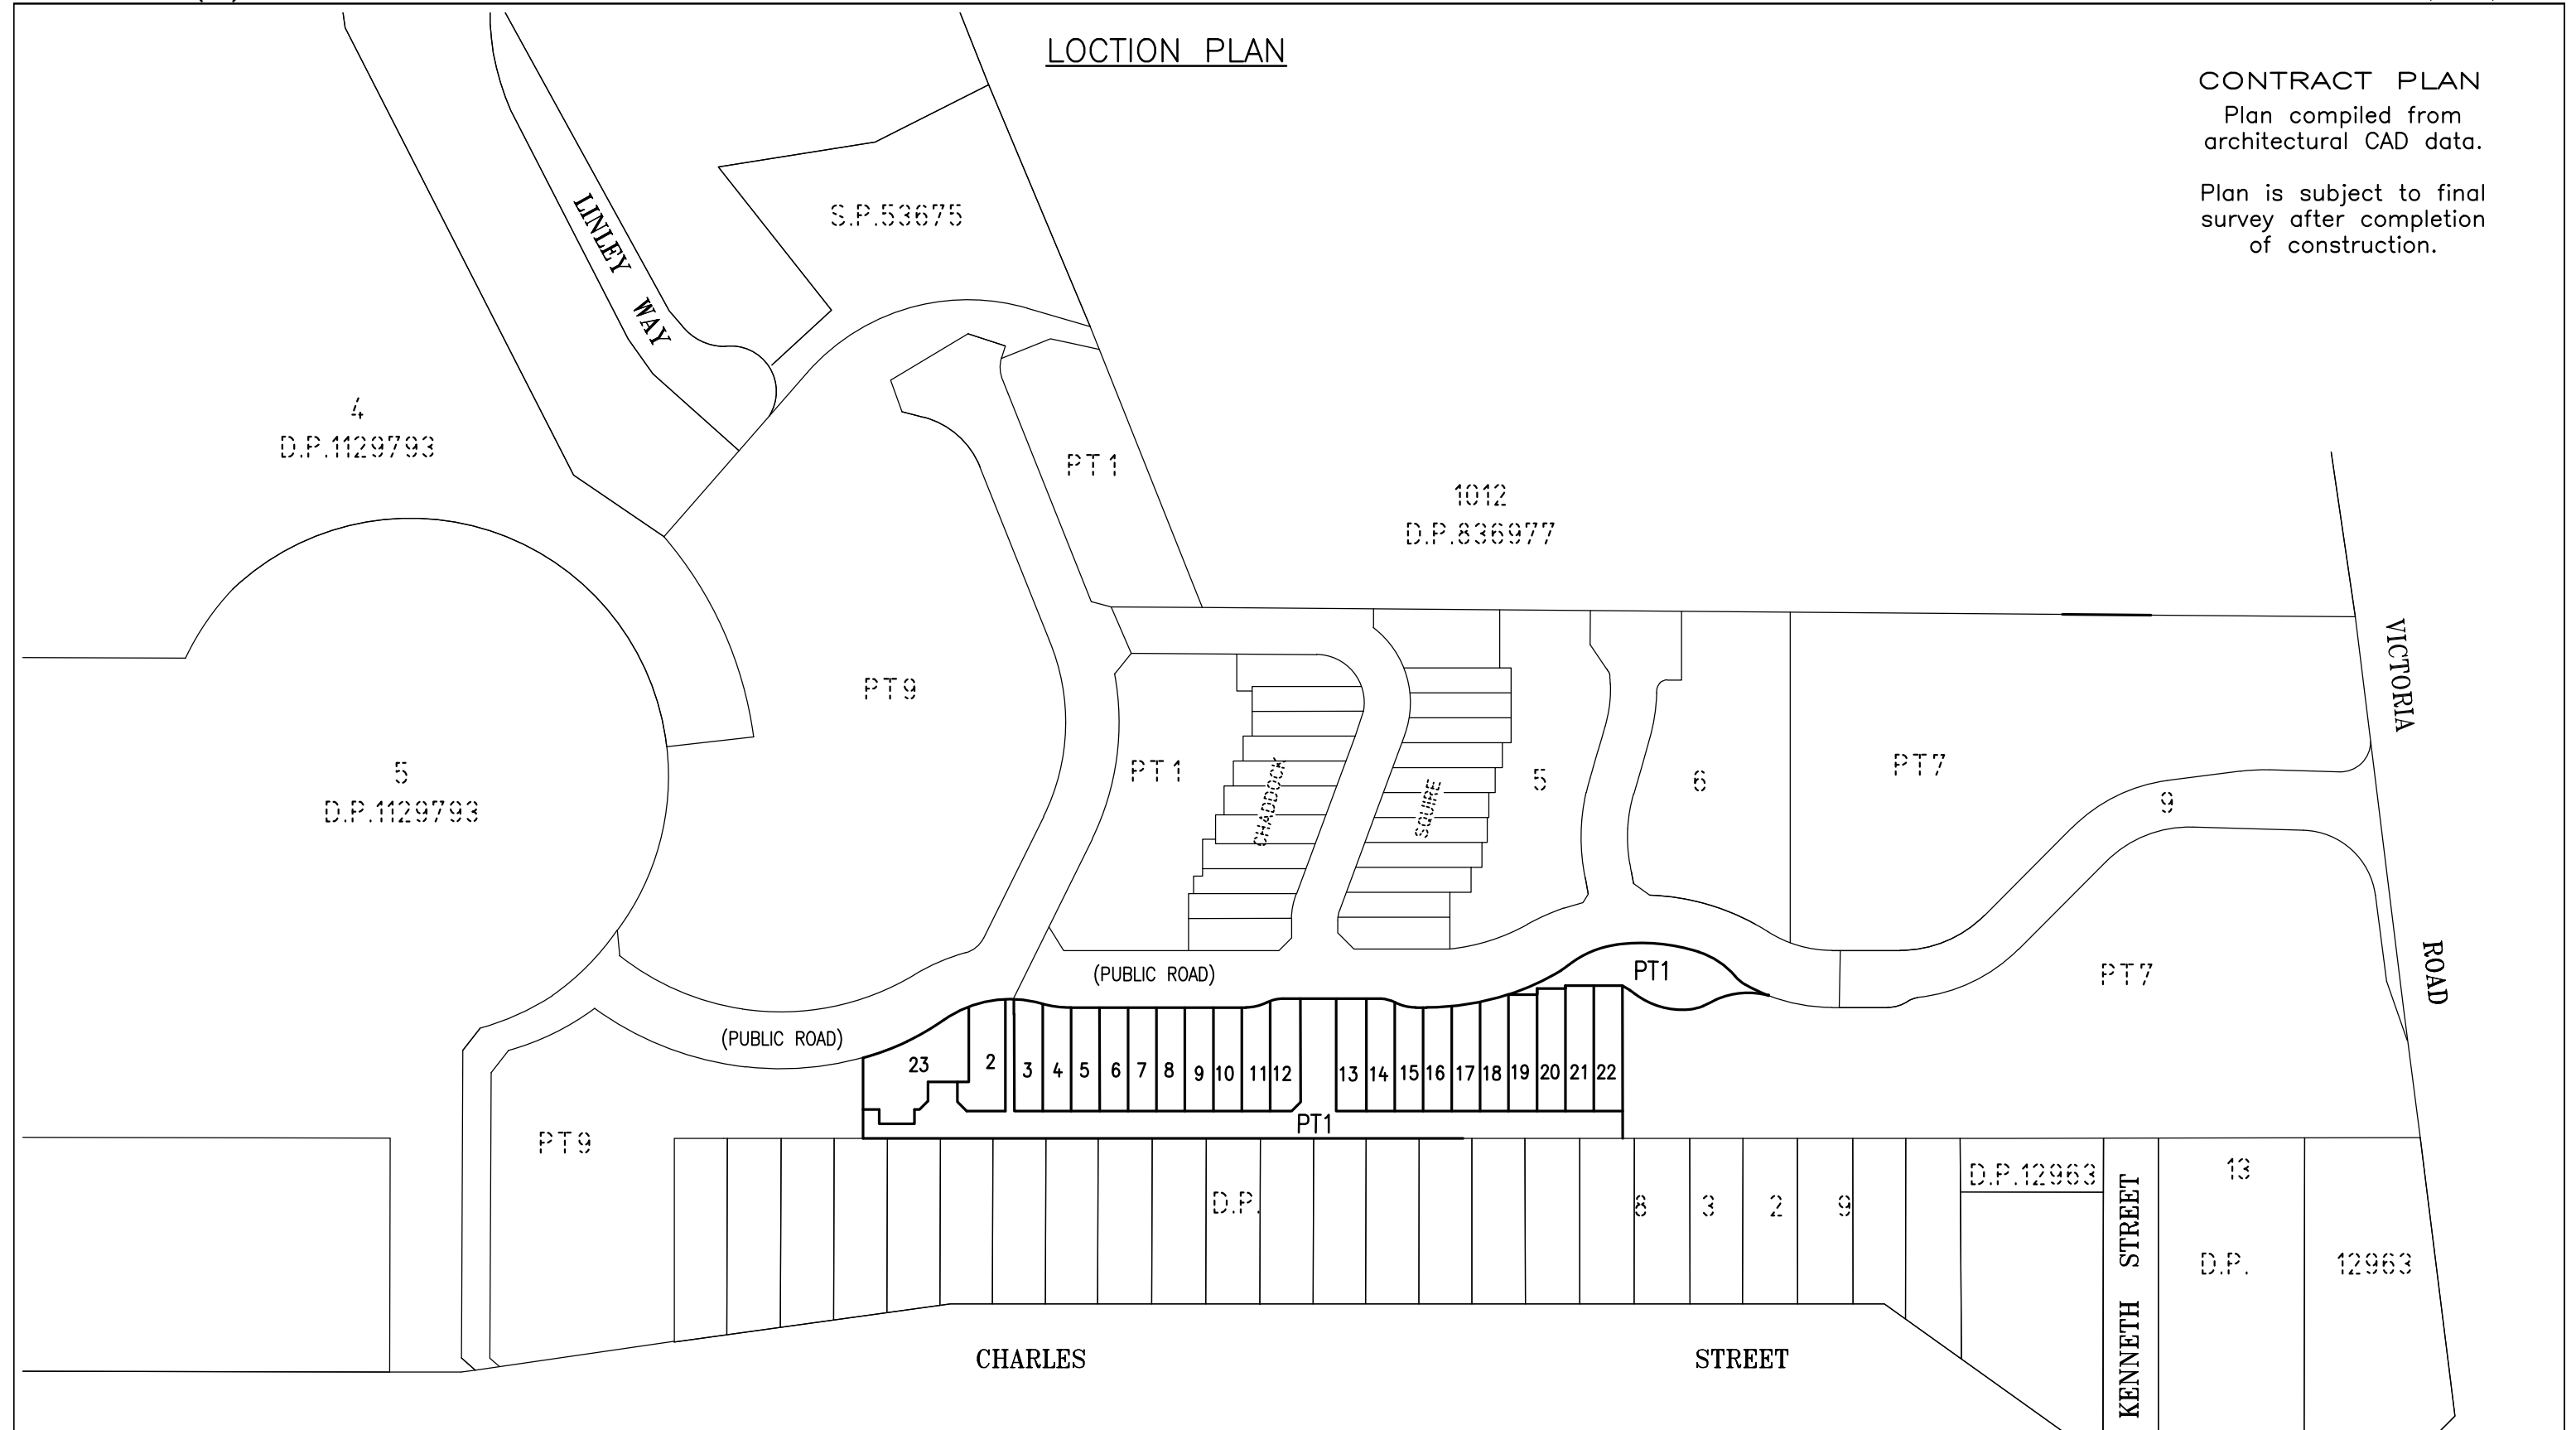 LOCTION PLAN
CONTRACT PLAN
Plan compiled from
architectural CAD data.
Plan is subject to final
survey after completion
of construction.
LINLEY WAY
S.P.53675
4
D.P.1129793
PT1
1012
D.P.836977
VICTORIA
ROAD
PT9
5
D.P.1129793
PT1
CHADDOCK
SQUIRE
5
6
PT7
9
(PUBLIC ROAD)
PT1
PT7
(PUBLIC ROAD)
23
2
3
4
5
6
7
8
9
10
11
12
13
14
15
16
17
18
19
20
21
22
PT1
PT9
D.P.
8
3
2
9
D.P.12963
KENNETH STREET
13
D.P.
12963
CHARLES
STREET